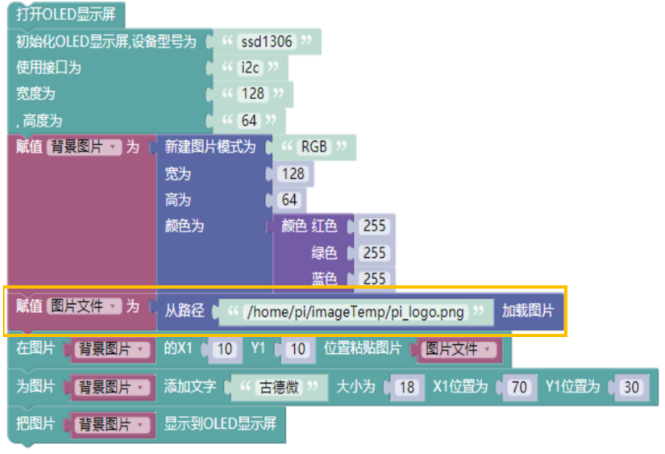 打开OLED显示屏
初始化OLED显示屏,设备型号为 “ ssd1306 ”
使用接口为 “ i2c ”
宽度为 “ 128 ”
, 高度为 “ 64 ”
赋值 背景图片 为 新建图片模式为 “ RGB ”
宽为 128
高为 64
颜色为 颜色 红色 255
绿色 255
蓝色 255
赋值 图片文件 为 从路径 “ /home/pi/imageTemp/pi_logo.png ” 加载图片
在图片 背景图片 的X1 10 Y1 10 位置粘贴图片 图片文件
为图片 背景图片 添加文字 “ 古德微 ” 大小为 18 X1位置为 70 Y1位置为 30
把图片 背景图片 显示到OLED显示屏